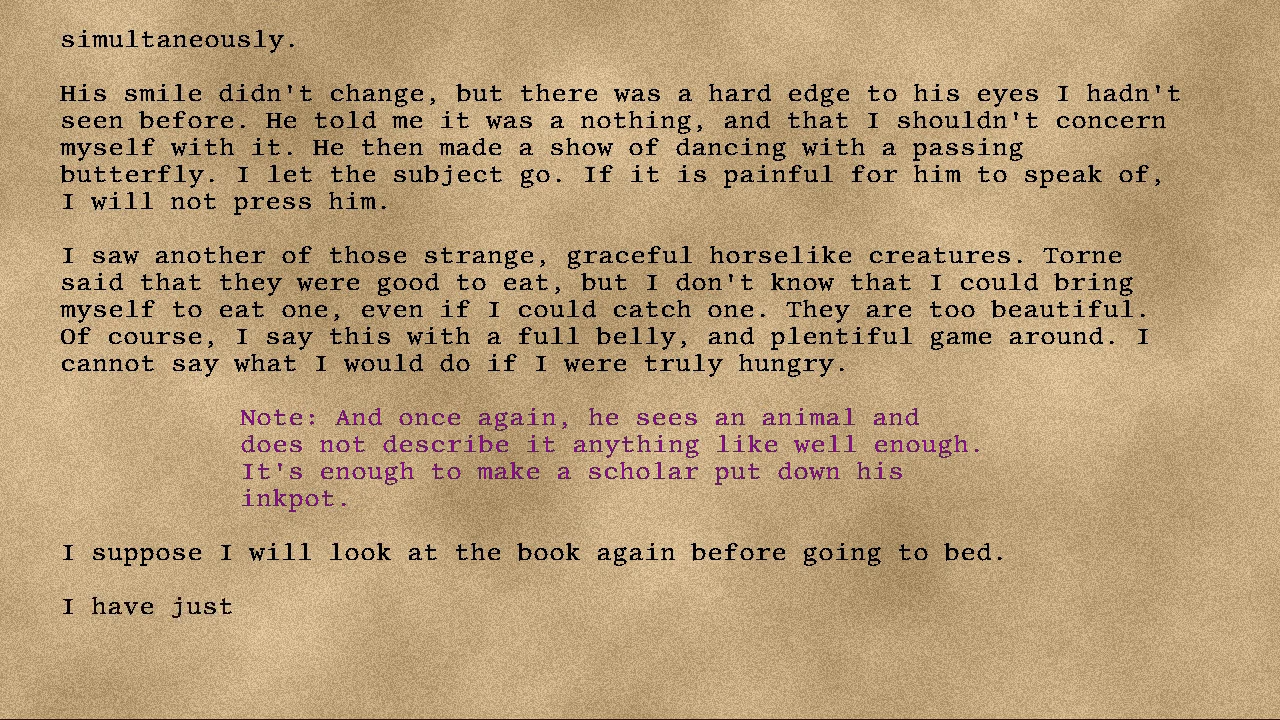 simultaneously.
His smile didn't change, but there was a hard edge to his eyes I hadn't
seen before. He told me it was a nothing, and that I shouldn't concern
myself with it. He then made a show of dancing with a passing
butterfly. I let the subject go. If it is painful for him to speak of,
I will not press him.
I saw another of those strange, graceful horselike creatures. Torne
said that they were good to eat, but I don't know that I could bring
myself to eat one, even if I could catch one. They are too beautiful.
Of course, I say this with a full belly, and plentiful game around. I
cannot say what I would do if I were truly hungry.
Note: And once again, he sees an animal and
does not describe it anything like well enough.
It's enough to make a scholar put down his
inkpot.
I suppose I will look at the book again before going to bed.
I have just